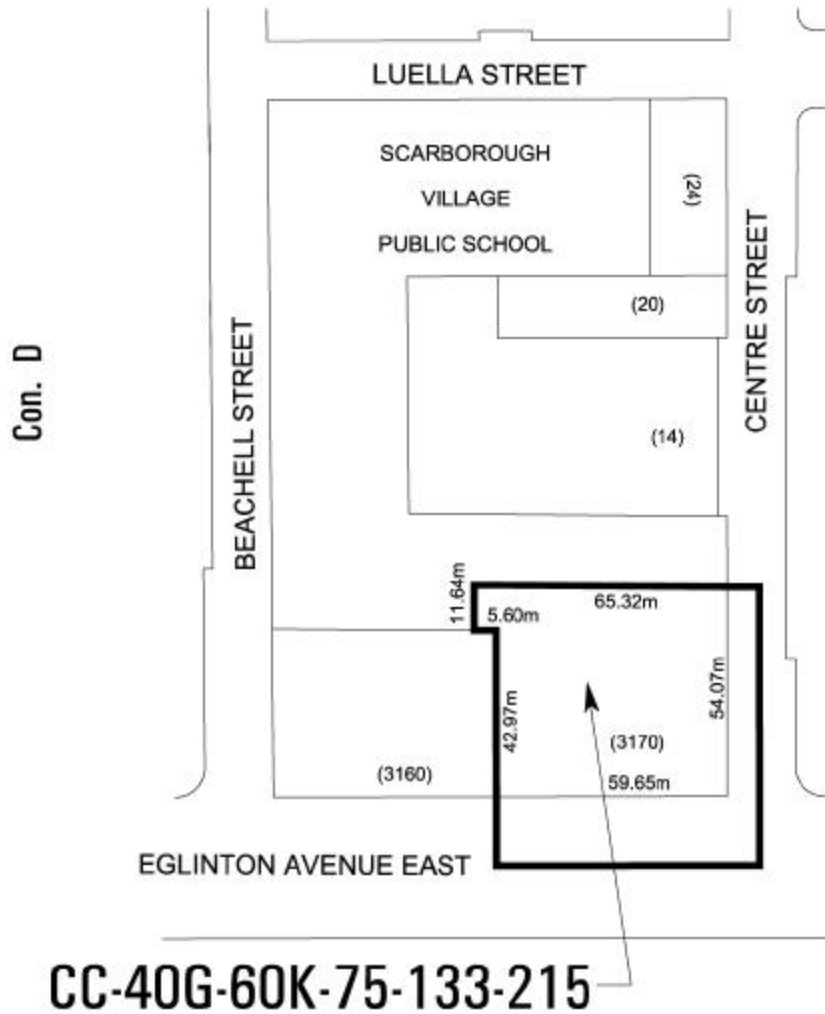 LUELLA STREET
SCARBOROUGH
VILLAGE
PUBLIC SCHOOL
(24)
(20)
CENTRE STREET
Con. D
BEACHELL STREET
(14)
11.64m
5.60m
65.32m
42.97m
54.07m
(3170)
(3160)
59.65m
EGLINTON AVENUE EAST
CC-40G-60K-75-133-215